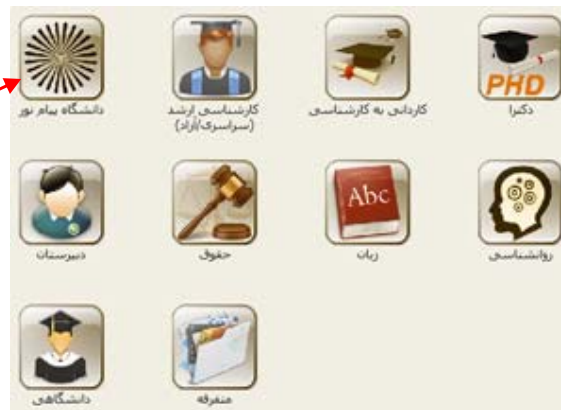 PHD
دکترا
کاردانی به کارشناسی
کارشناسی ارشد
(سراسری/آزاد)
دانشگاه پیام نور
Abc
روانشناسی
زبان
حقوق
دبیرستان
متفرقه
دانشگاهی